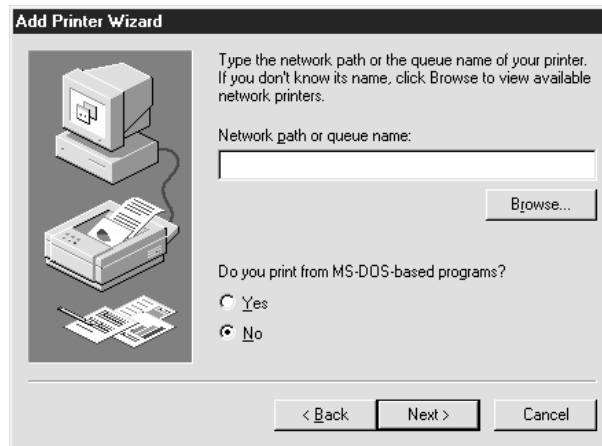 Add Printer Wizard
Type the network path or the queue name of your printer.
If you don't know its name, click Browse to view available
network printers.
Network path or queue name:
Browse...
Do you print from MS-DOS-based programs?
Yes
No
< Back
Next >
Cancel